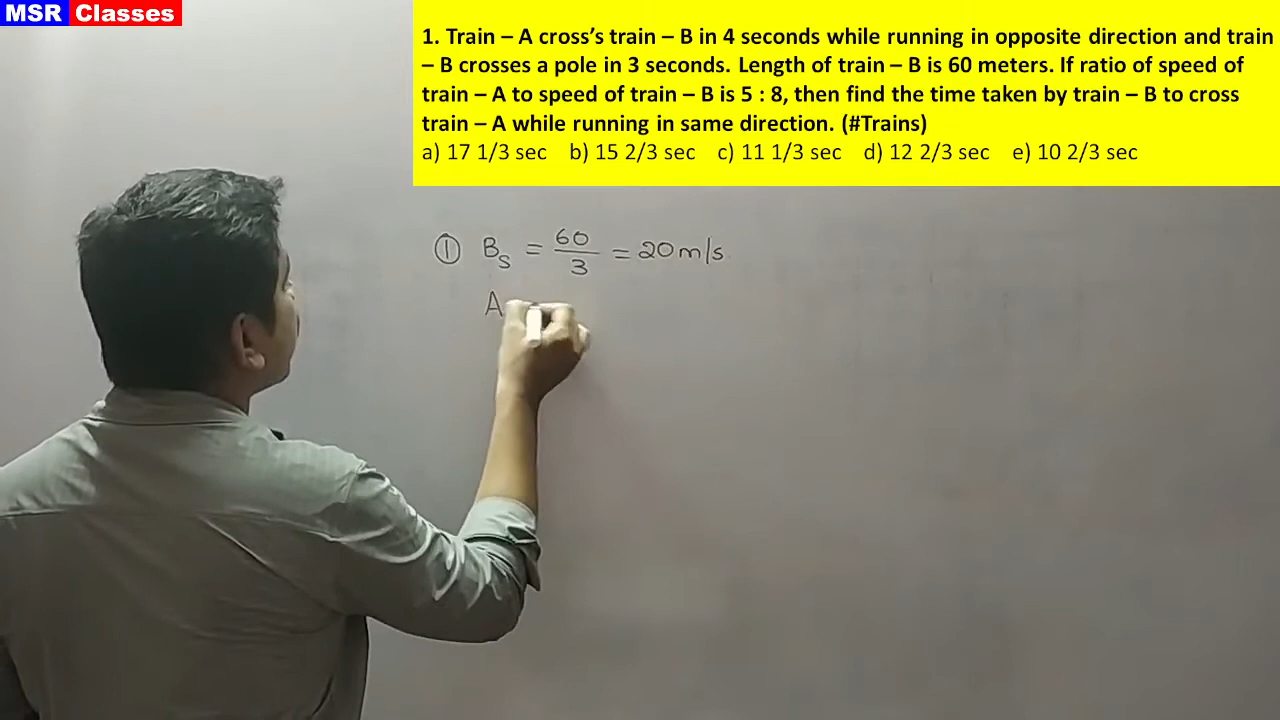 MSR Classes
1. Train – A cross’s train – B in 4 seconds while running in opposite direction and train
– B crosses a pole in 3 seconds. Length of train – B is 60 meters. If ratio of speed of
train – A to speed of train – B is 5 : 8, then find the time taken by train – B to cross
train – A while running in same direction. (#Trains)
a) 17 1/3 sec b) 15 2/3 sec c) 11 1/3 sec d) 12 2/3 sec e) 10 2/3 sec
① B_S = 60/3 = 20 m/s
A